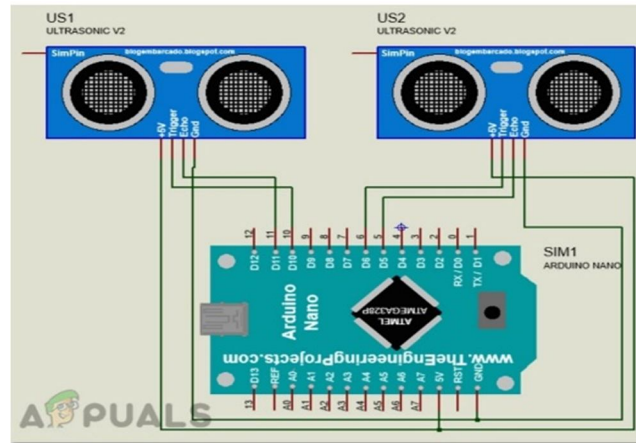 US1
ULTRASONIC V2
SimPin
blogembarcado.blogspot.com
+5V
Trigger
Echo
Gnd
US2
ULTRASONIC V2
SimPin
blogembarcado.blogspot.com
+5V
Trigger
Echo
Gnd
12 11 10 9 8 7 6 5 4 3 2 0 1
D12 D11 D10 D9 D8 D7 D6 D5 D4 D3 D2 RX / D0 TX / D1
SIM1
ARDUINO NANO
Arduino
Nano
ATMEL
ATMEGA328P
www.TheEngineeringProjects.com
D13 REF A0 A1 A2 A3 A4 A5 A6 A7 5V RST GND
13 A0 A1 A2 A3 A4 A5 A6 A7
APPUALS